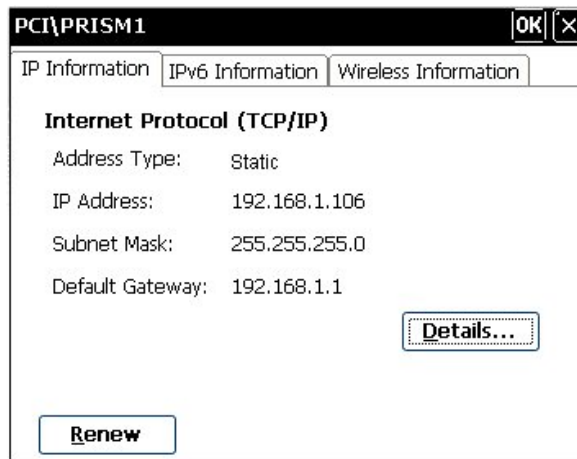 PCI\PRISM1 OK ×
IP Information IPv6 Information Wireless Information
Internet Protocol (TCP/IP)
Address Type: Static
IP Address: 192.168.1.106
Subnet Mask: 255.255.255.0
Default Gateway: 192.168.1.1
Details...
Renew